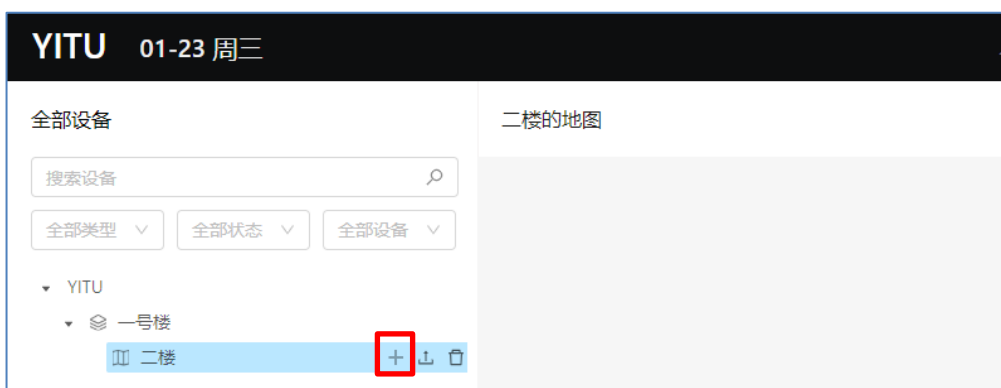 YITU 01-23 周三
全部设备
二楼的地图
搜索设备
全部类型 全部状态 全部设备
YITU
一号楼
二楼